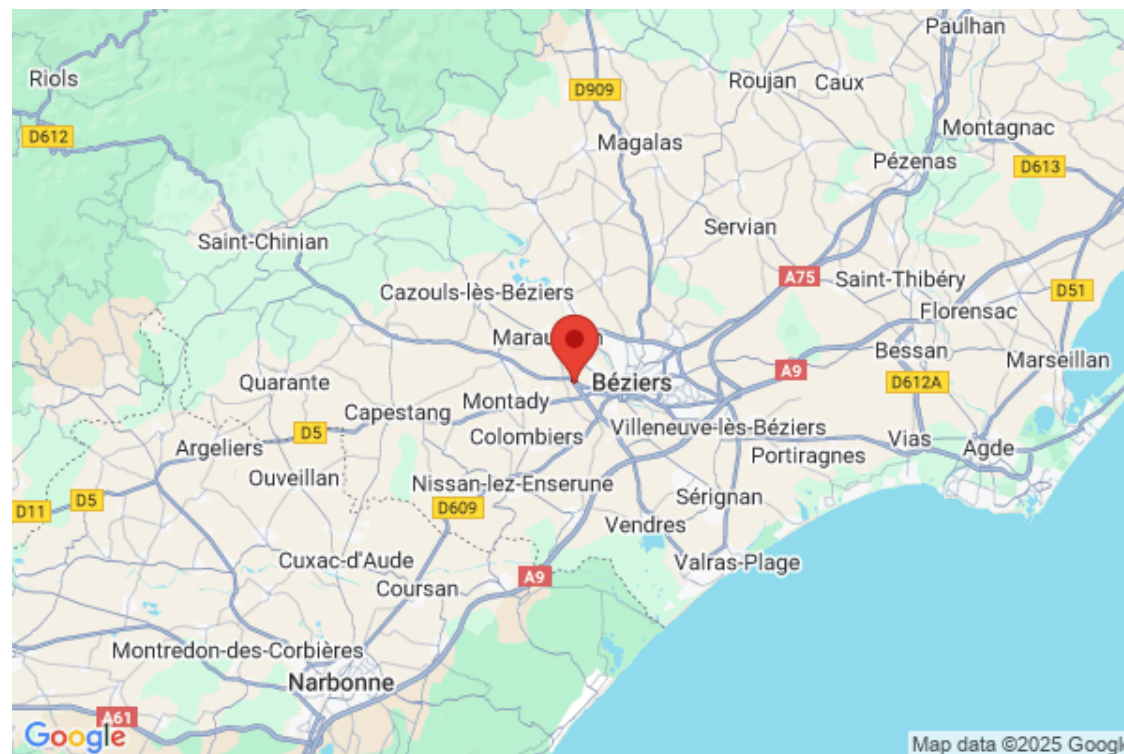 Paulhan
Riols
Roujan
Caux
D909
D612
Montagnac
Magalas
Pézenas
D613
Servian
Saint-Chinian
A75
Saint-Thibéry
D51
Cazouls-lès-Béziers
Florensac
Bessan
Marseillan
A9
D612A
Quarante
Béziers
Montady
Capestang
Villeneuve-lès-Béziers
D5
Colombiers
Argeliers
Vias
Agde
Portiragnes
Ouveillan
Nissan-lez-Enserune
D11
D5
Sérignan
D609
Vendres
Cuxac-d'Aude
Valras-Plage
A9
Coursan
Montredon-des-Corbières
Narbonne
A61
Google
Map data ©2025 Google